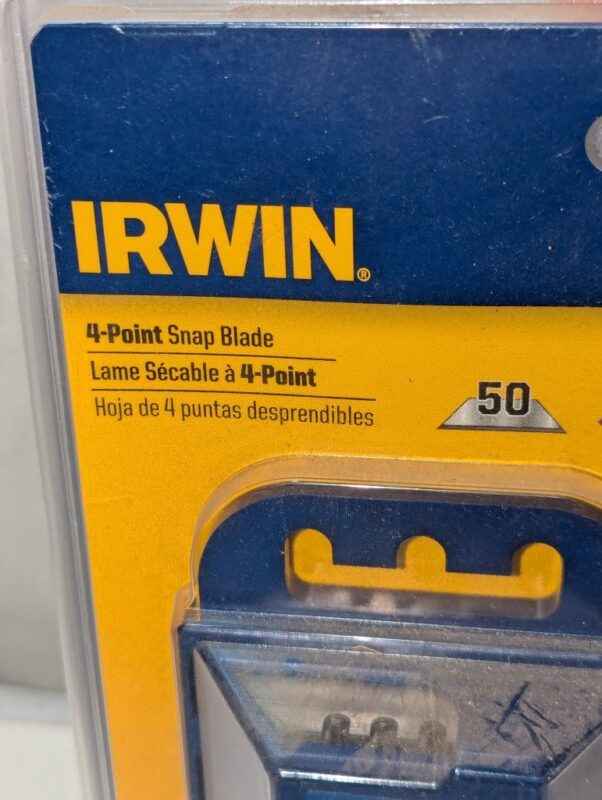 IRWIN®
4-Point Snap Blade
Lame Sécable à 4-Point
Hoja de 4 puntas desprendibles
50